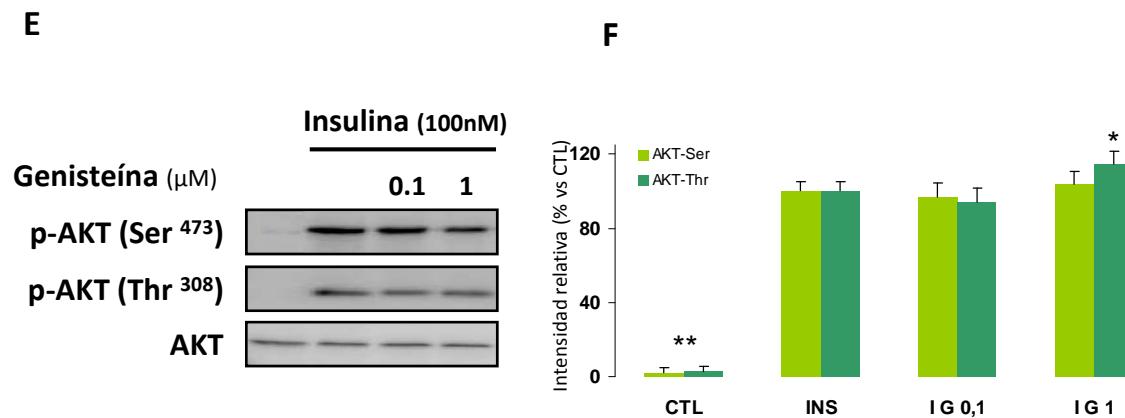 E
Insulina (100nM)
Genisteína (µM) 0.1 1
p-AKT (Ser 473)
p-AKT (Thr 308)
AKT
F
Intensidad relativa (% vs CTL)
120
80
40
0
AKT-Ser
AKT-Thr
**
*
CTL INS I G 0,1 I G 1